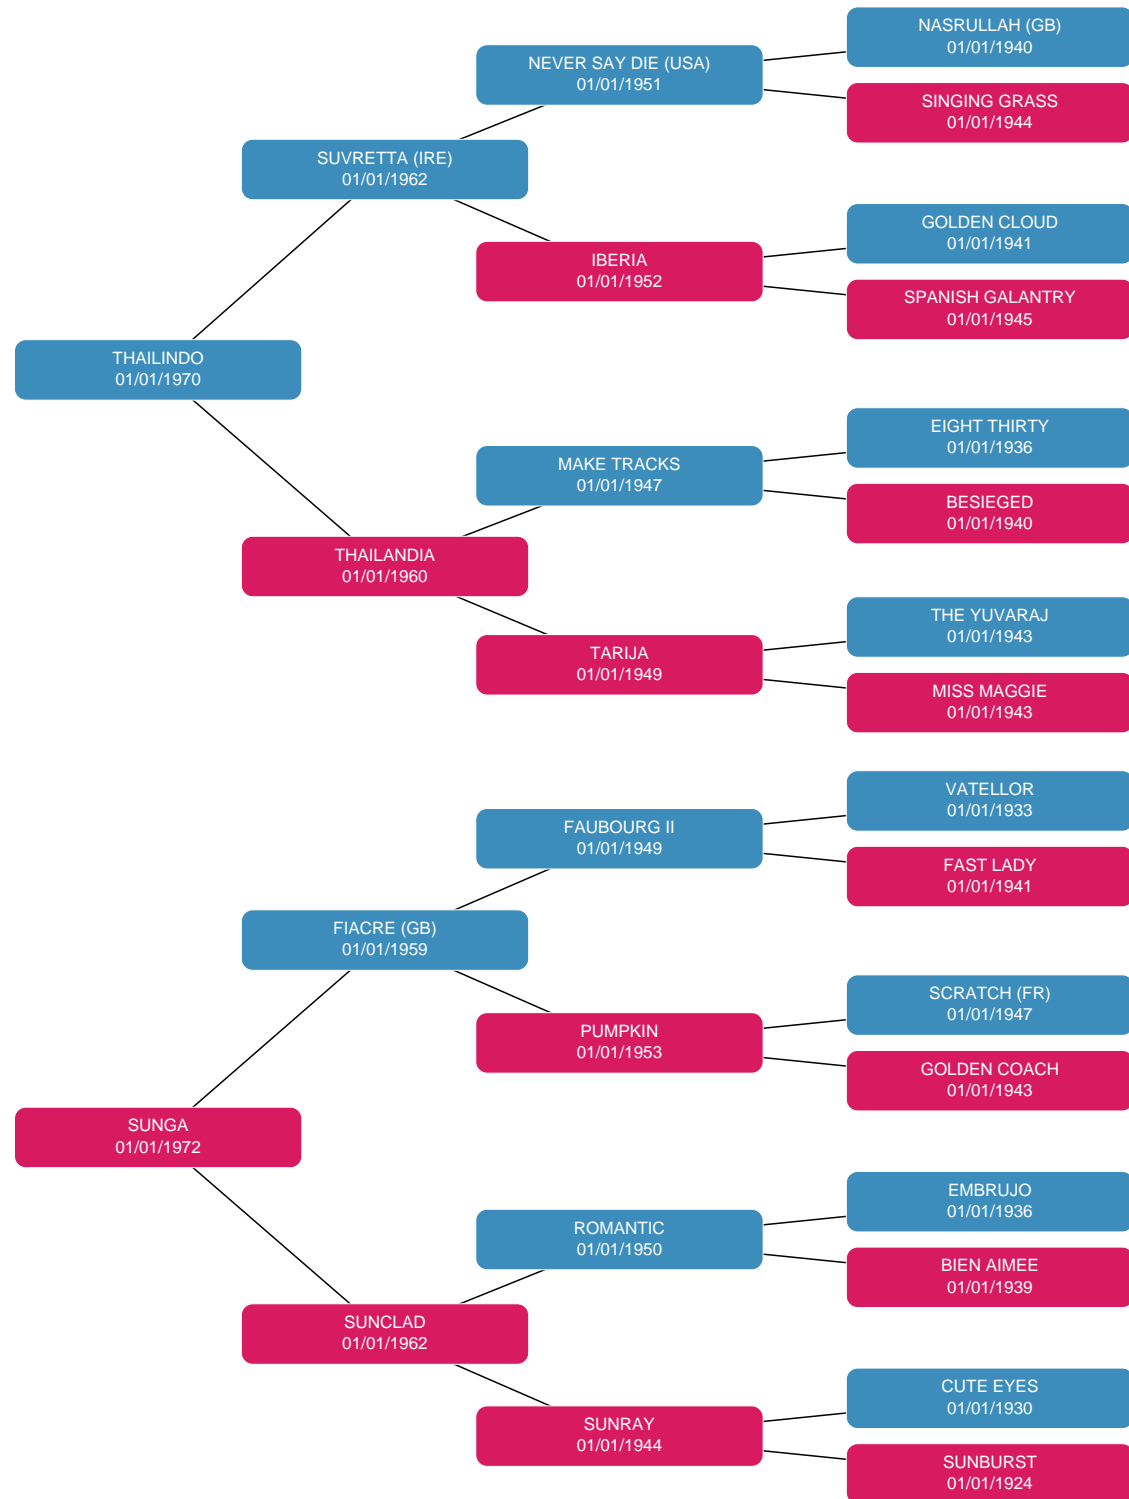 NASRULLAH (GB)
01/01/1940
NEVER SAY DIE (USA)
01/01/1951
SINGING GRASS
01/01/1944
SUVRETTA (IRE)
01/01/1962
GOLDEN CLOUD
01/01/1941
IBERIA
01/01/1952
SPANISH GALANTRY
01/01/1945
THAILINDO
01/01/1970
EIGHT THIRTY
01/01/1936
MAKE TRACKS
01/01/1947
BESIEGED
01/01/1940
THAILANDIA
01/01/1960
THE YUVARAJ
01/01/1943
TARIJA
01/01/1949
MISS MAGGIE
01/01/1943
VATELLOR
01/01/1933
FAUBOURG II
01/01/1949
FAST LADY
01/01/1941
FIACRE (GB)
01/01/1959
SCRATCH (FR)
01/01/1947
PUMPKIN
01/01/1953
GOLDEN COACH
01/01/1943
SUNGA
01/01/1972
EMBRUJO
01/01/1936
ROMANTIC
01/01/1950
BIEN AIMEE
01/01/1939
SUNCLAD
01/01/1962
CUTE EYES
01/01/1930
SUNRAY
01/01/1944
SUNBURST
01/01/1924